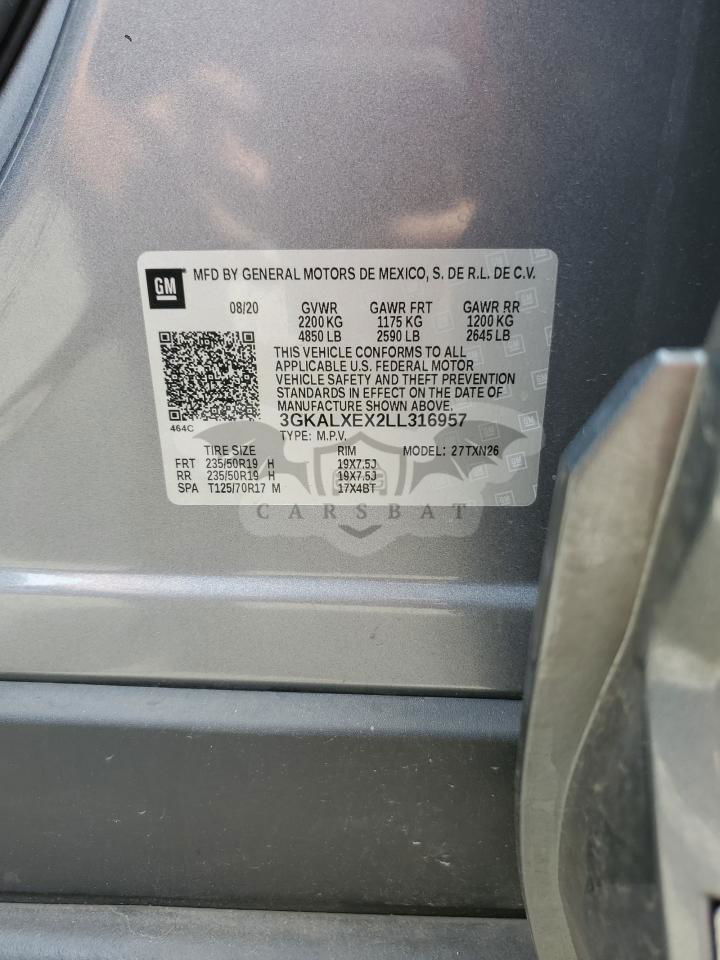 GM
MFD BY GENERAL MOTORS DE MEXICO, S. DE R.L. DE C.V.
08/20 GVWR GAWR FRT GAWR RR
2200 KG 1175 KG 1200 KG
4850 LB 2590 LB 2645 LB
THIS VEHICLE CONFORMS TO ALL
APPLICABLE U.S. FEDERAL MOTOR
VEHICLE SAFETY AND THEFT PREVENTION
STANDARDS IN EFFECT ON THE DATE OF
MANUFACTURE SHOWN ABOVE.
464C
3GKALXEX2LL316957
TYPE: M.P.V.
TIRE SIZE RIM MODEL: 27TXN26
FRT 235/50R19 H 19X7.5J
RR 235/50R19 H 19X7.5J
SPA T125/70R17 M 17X4BT
CARSBAT